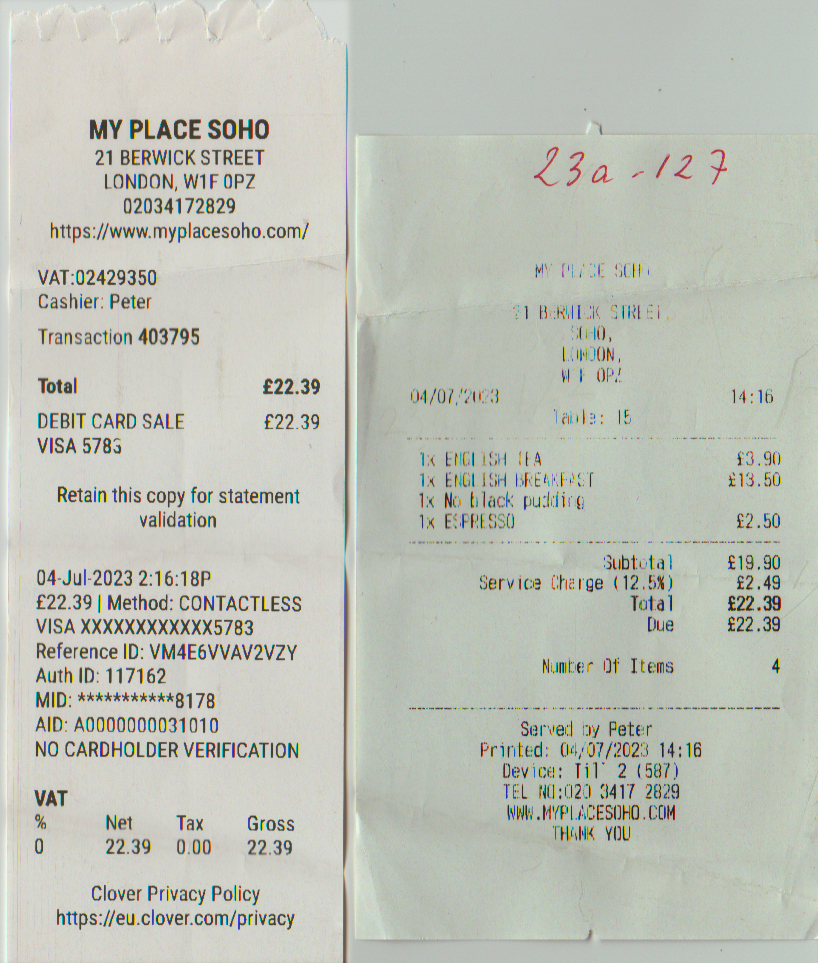 MY PLACE SOHO
21 BERWICK STREET
LONDON, W1F 0PZ
02034172829
https://www.myplacesoho.com/
VAT:02429350
Cashier: Peter
Transaction 403795
Total £22.39
DEBIT CARD SALE £22.39
VISA 5783
Retain this copy for statement
validation
04-Jul-2023 2:16:18P
£22.39 | Method: CONTACTLESS
VISA XXXXXXXXXXXX5783
Reference ID: VM4E6VVAV2VZY
Auth ID: 117162
MID: ***********8178
AID: A0000000031010
NO CARDHOLDER VERIFICATION
VAT
% Net Tax Gross
0 22.39 0.00 22.39
Clover Privacy Policy
https://eu.clover.com/privacy
23a-127
MY PLACE SOHO
21 BERWICK STREET,
SOHO,
LONDON,
W1F 0PZ
04/07/2023 14:16
Table: 15
1x ENGLISH TEA £3.90
1x ENGLISH BREAKFAST £13.50
1x No black pudding
1x ESPRESSO £2.50
Subtotal £19.90
Service Charge (12.5%) £2.49
Total £22.39
Due £22.39
Number Of Items 4
Served by Peter
Printed: 04/07/2023 14:16
Device: Till 2 (587)
TEL NO:020 3417 2829
WWW.MYPLACESOHO.COM
THANK YOU